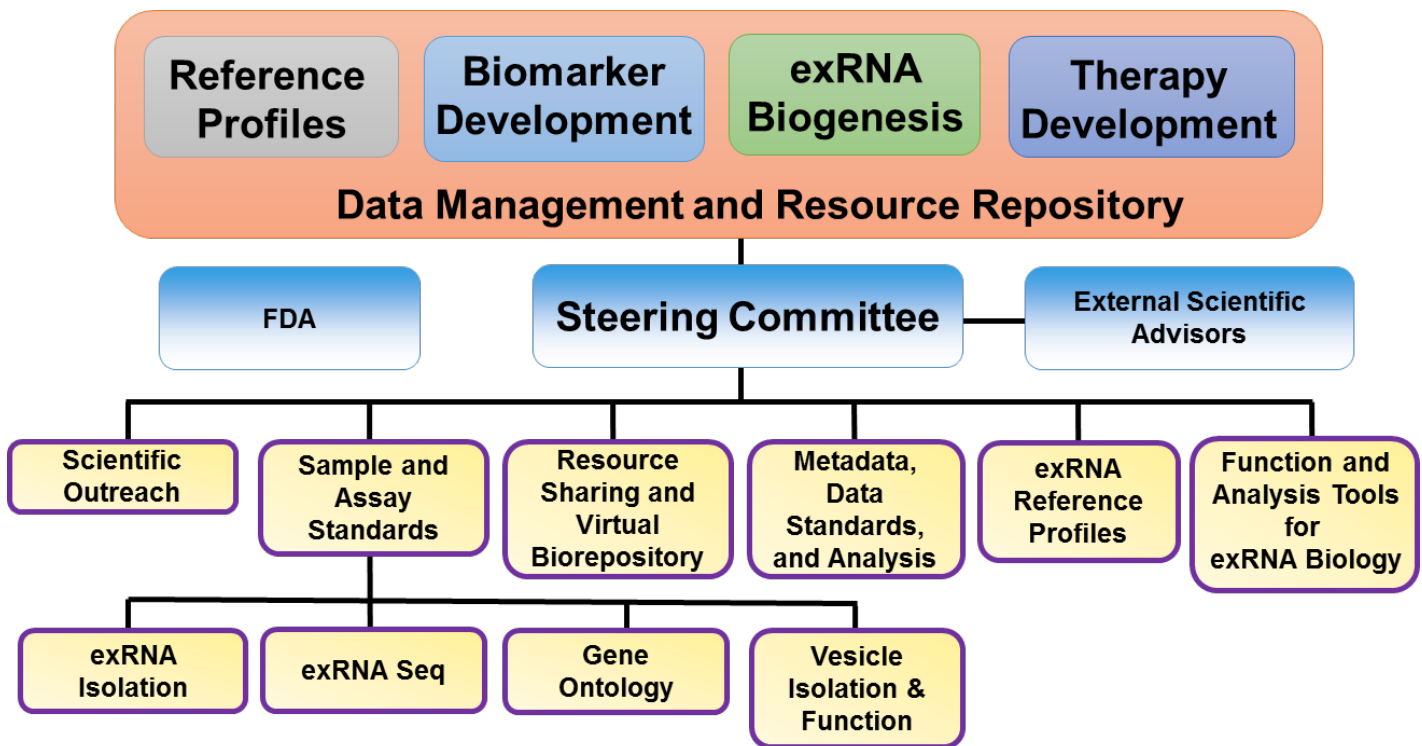 Reference
Profiles
Biomarker
Development
exRNA
Biogenesis
Therapy
Development
Data Management and Resource Repository
FDA
Steering Committee
External Scientific
Advisors
Scientific
Outreach
Sample and
Assay
Standards
Resource
Sharing and
Virtual
Biorepository
Metadata,
Data
Standards,
and Analysis
exRNA
Reference
Profiles
Function and
Analysis Tools
for
exRNA Biology
exRNA
Isolation
exRNA Seq
Gene
Ontology
Vesicle
Isolation &
Function